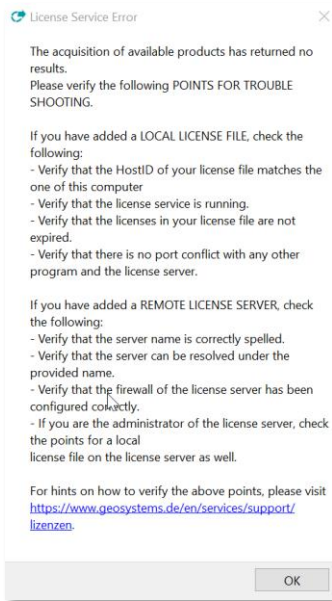 License Service Error
The acquisition of available products has returned no
results.
Please verify the following POINTS FOR TROUBLE
SHOOTING.
If you have added a LOCAL LICENSE FILE, check the
following:
- Verify that the HostID of your license file matches the
one of this computer
- Verify that the license service is running.
- Verify that the licenses in your license file are not
expired.
- Verify that there is no port conflict with any other
program and the license server.
If you have added a REMOTE LICENSE SERVER, check
the following:
- Verify that the server name is correctly spelled.
- Verify that the server can be resolved under the
provided name.
- Verify that the firewall of the license server has been
configured correctly.
- If you are the administrator of the license server, check
the points for a local
license file on the license server as well.
For hints on how to verify the above points, please visit
https://www.geosystems.de/en/services/support/
lizenzen.
OK